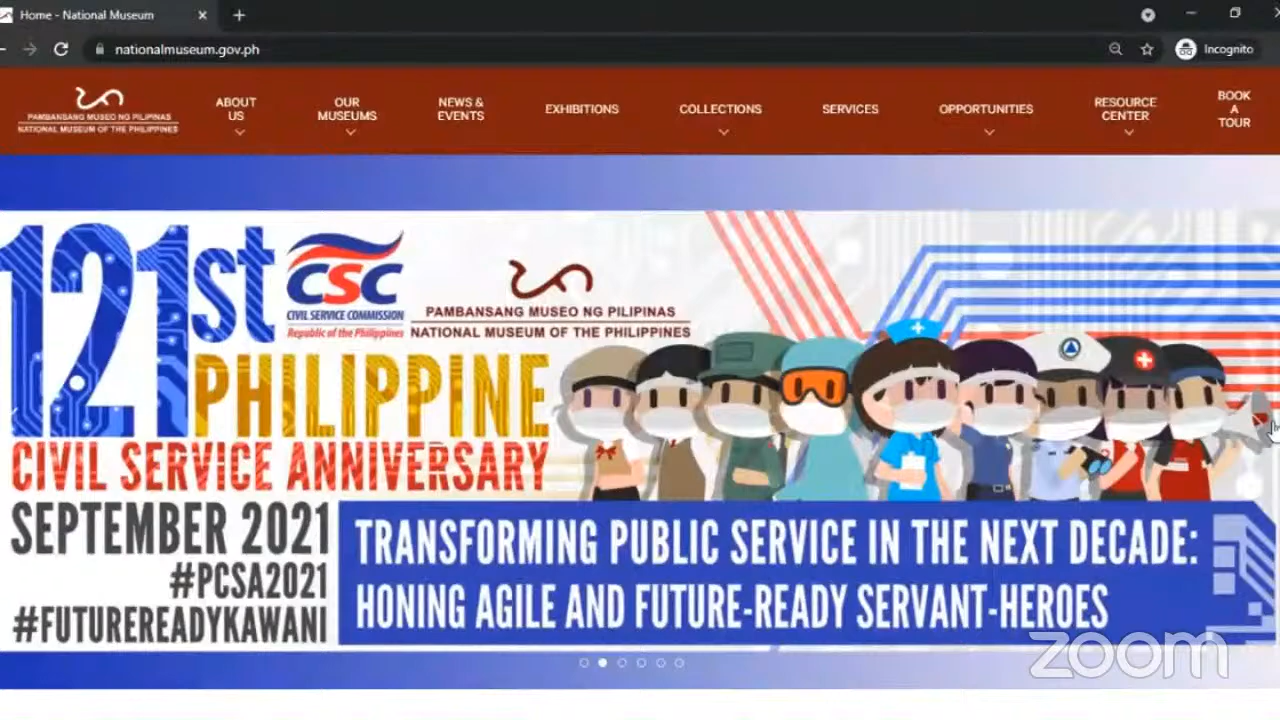 Home - National Museum
nationalmuseum.gov.ph
Incognito
PAMBANSANG MUSEO NG PILIPINAS
NATIONAL MUSEUM OF THE PHILIPPINES
ABOUT
US
OUR
MUSEUMS
NEWS &
EVENTS
EXHIBITIONS
COLLECTIONS
SERVICES
OPPORTUNITIES
RESOURCE
CENTER
BOOK
A
TOUR
121st
CSC
CIVIL SERVICE COMMISSION
Republic of the Philippines
PAMBANSANG MUSEO NG PILIPINAS
NATIONAL MUSEUM OF THE PHILIPPINES
PHILIPPINE
CIVIL SERVICE ANNIVERSARY
SEPTEMBER 2021
#PCSA2021
#FUTUREREADYKAWANI
TRANSFORMING PUBLIC SERVICE IN THE NEXT DECADE:
HONING AGILE AND FUTURE-READY SERVANT-HEROES
zoom